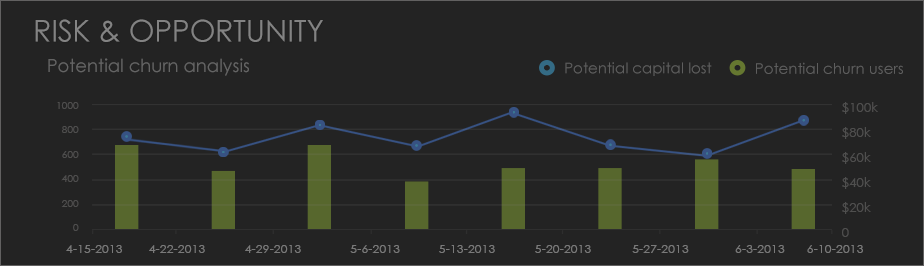 RISK & OPPORTUNITY
Potential churn analysis
Potential capital lost
Potential churn users
1000
800
600
400
200
0
$100k
$80k
$60k
$40k
$20k
0
4-15-2013 4-22-2013 4-29-2013 5-6-2013 5-13-2013 5-20-2013 5-27-2013 6-3-2013 6-10-2013